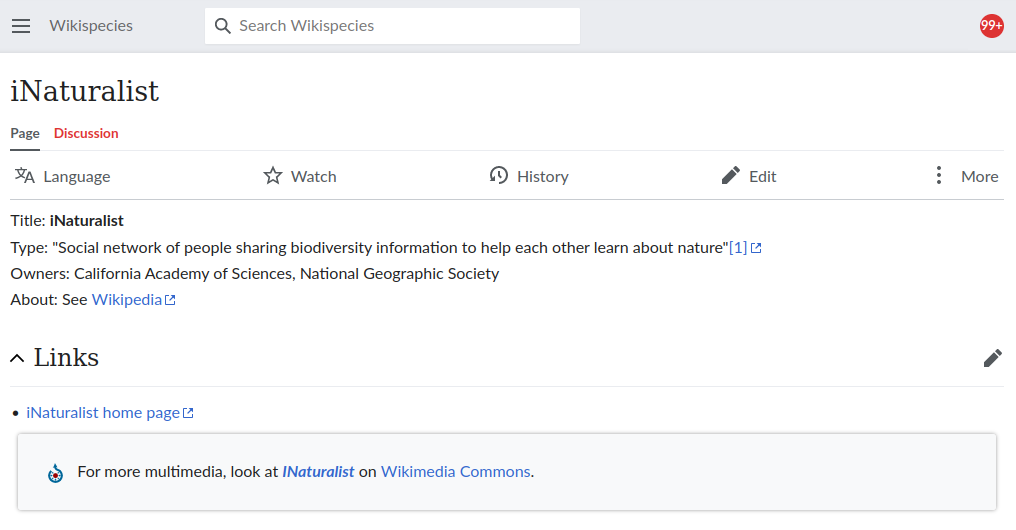 Wikispecies Search Wikispecies 99+
iNaturalist
Page Discussion
Language Watch History Edit More
Title: iNaturalist
Type: "Social network of people sharing biodiversity information to help each other learn about nature"[1]
Owners: California Academy of Sciences, National Geographic Society
About: See Wikipedia
Links
• iNaturalist home page
For more multimedia, look at INaturalist on Wikimedia Commons.